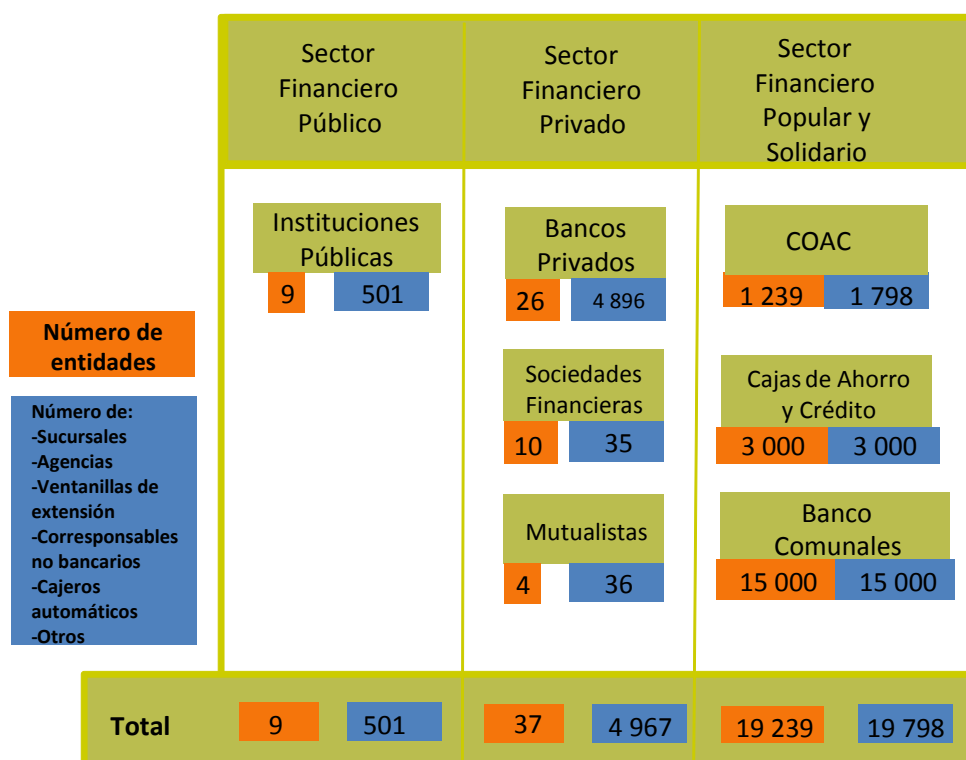 Sector
Financiero
Público
Sector
Financiero
Privado
Sector
Financiero
Popular y
Solidario
Instituciones
Públicas
9 501
Bancos
Privados
26 4 896
COAC
1 239 1 798
Número de
entidades
Número de:
-Sucursales
-Agencias
-Ventanillas de
extensión
-Corresponsables
no bancarios
-Cajeros
automáticos
-Otros
Sociedades
Financieras
10 35
Cajas de Ahorro
y Crédito
3 000 3 000
Mutualistas
4 36
Banco
Comunales
15 000 15 000
Total 9 501 37 4 967 19 239 19 798